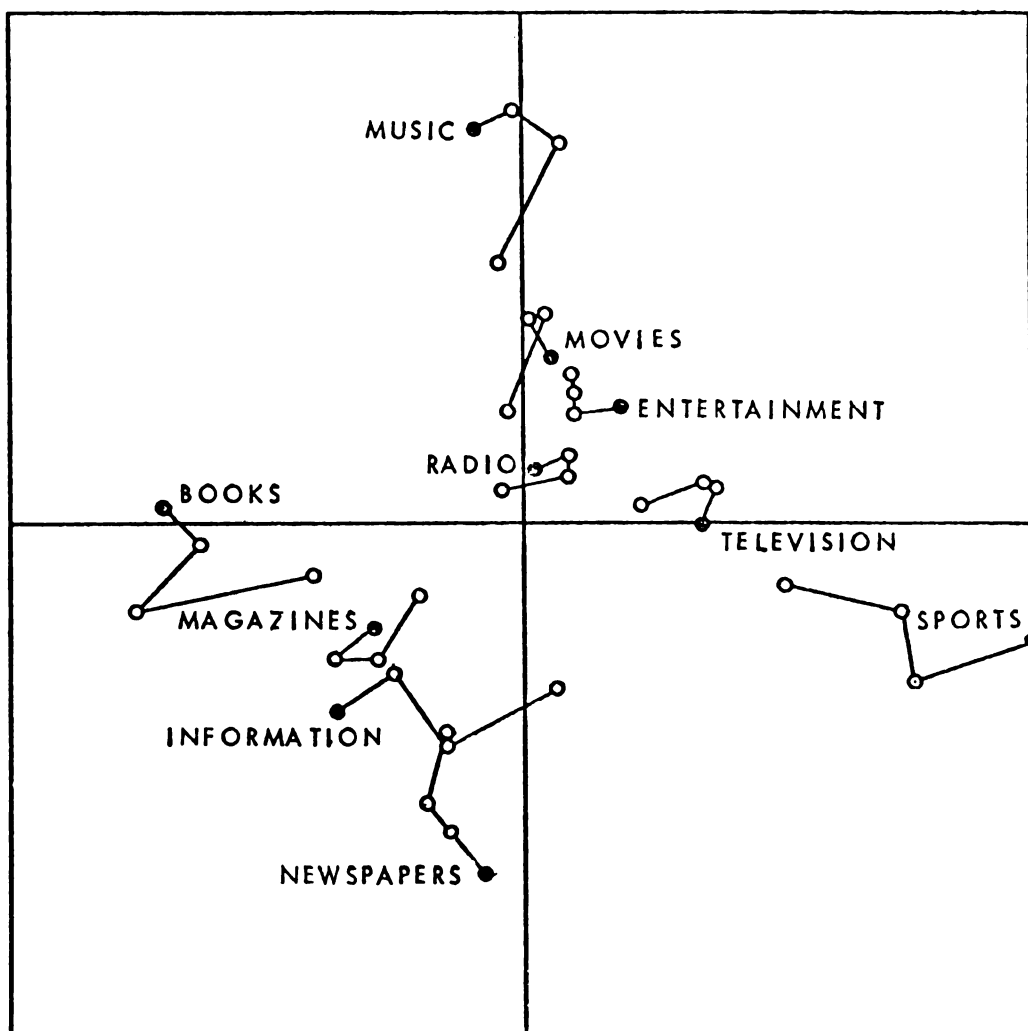 MUSIC
MOVIES
ENTERTAINMENT
RADIO
BOOKS
TELEVISION
MAGAZINES
SPORTS
INFORMATION
NEWSPAPERS